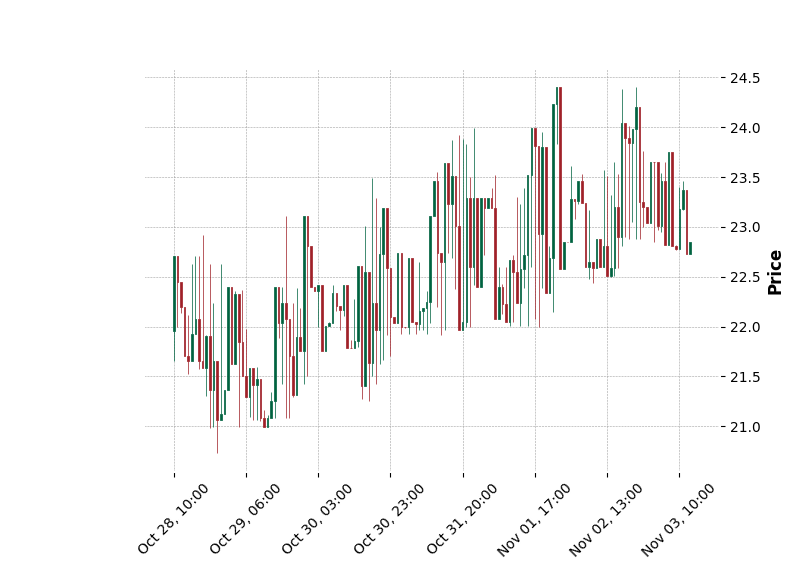 24.5
24.0
23.5
23.0
22.5
22.0
21.5
21.0
Price
Oct 28, 10:00
Oct 29, 06:00
Oct 30, 03:00
Oct 30, 23:00
Oct 31, 20:00
Nov 01, 17:00
Nov 02, 13:00
Nov 03, 10:00